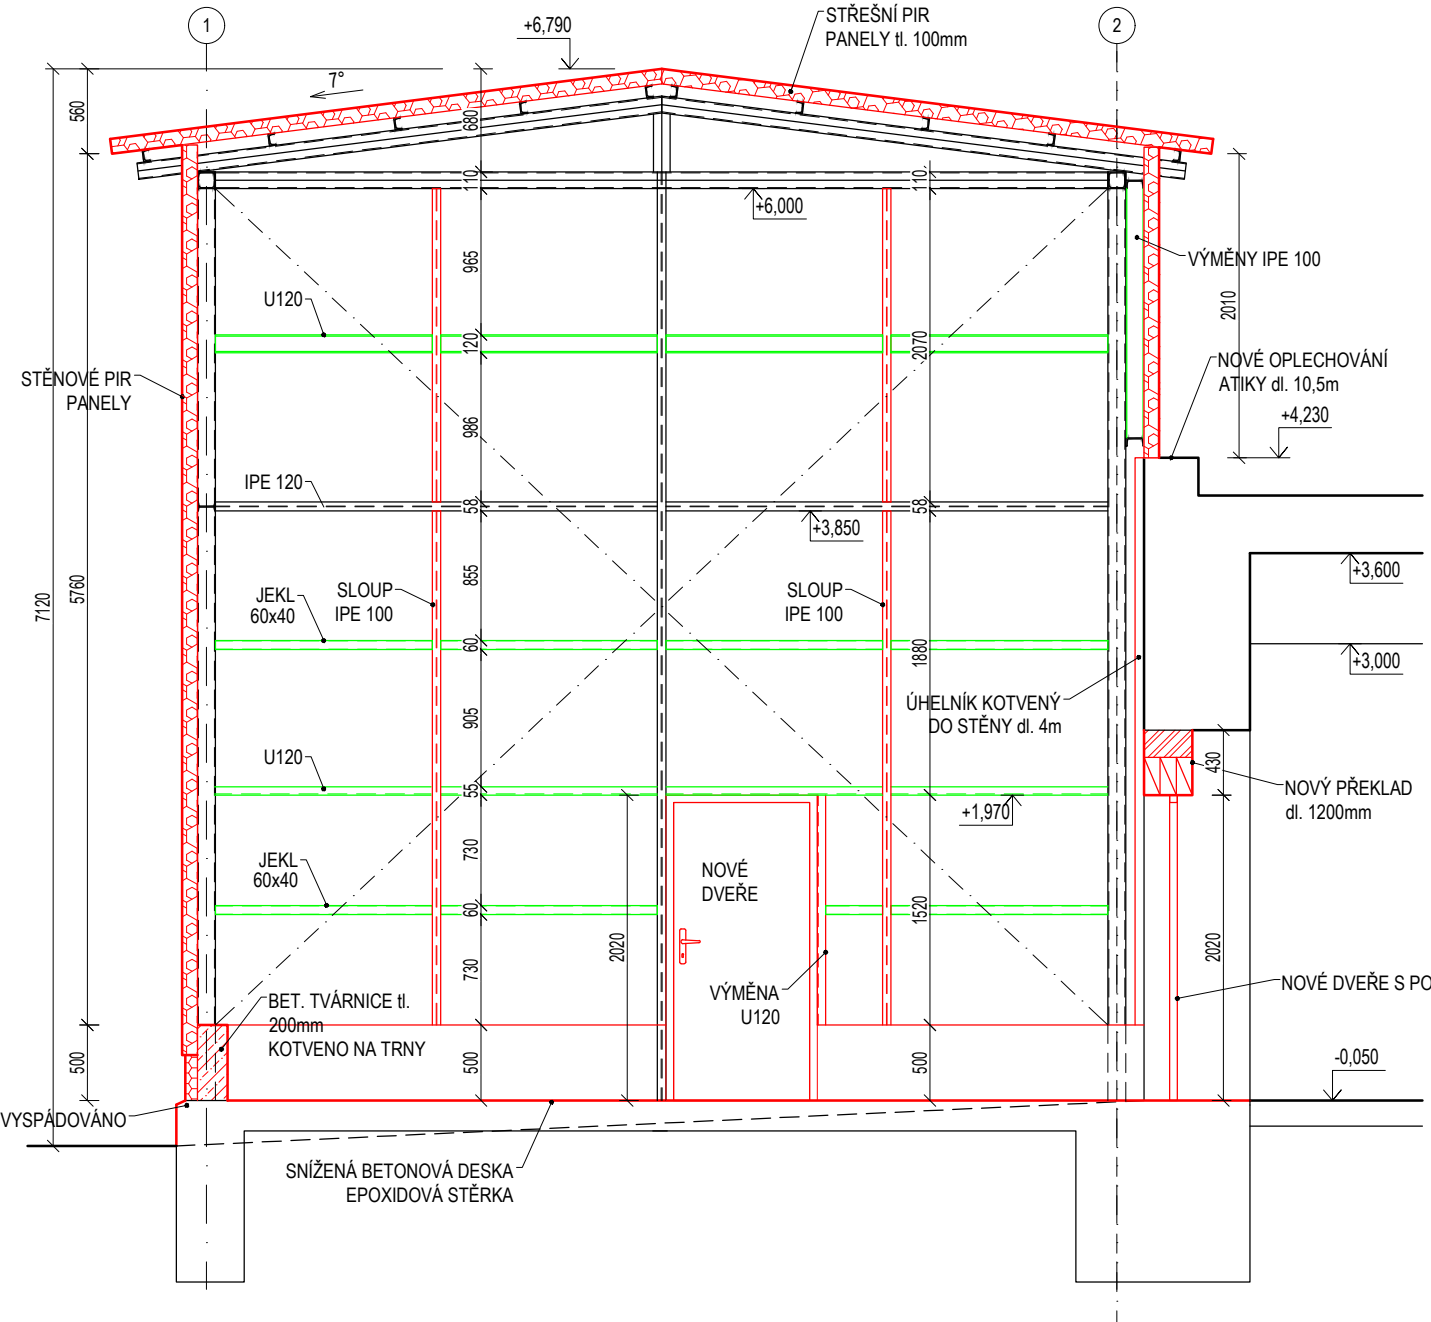 1
2
+6,790
STŘEŠNÍ PIR
PANELY tl. 100mm
7°
560
680
110
110
+6,000
VÝMĚNY IPE 100
965
U120
2010
120
2070
NOVÉ OPLECHOVÁNÍ
ATIKY dl. 10,5m
STĚNOVÉ PIR
PANELY
+4,230
986
IPE 120
58
58
+3,850
855
+3,600
5760
7120
JEKL
60x40
SLOUP
IPE 100
SLOUP
IPE 100
60
1880
+3,000
905
ÚHELNÍK KOTVENÝ
DO STĚNY dl. 4m
U120
430
55
NOVÝ PŘEKLAD
dl. 1200mm
+1,970
730
JEKL
60x40
NOVÉ
DVEŘE
60
1520
2020
2020
730
VÝMĚNA
U120
NOVÉ DVEŘE S PO
BET. TVÁRNICE tl.
200mm
KOTVENO NA TRNY
500
500
500
-0,050
VYSPÁDOVÁNO
SNÍŽENÁ BETONOVÁ DESKA
EPOXIDOVÁ STĚRKA